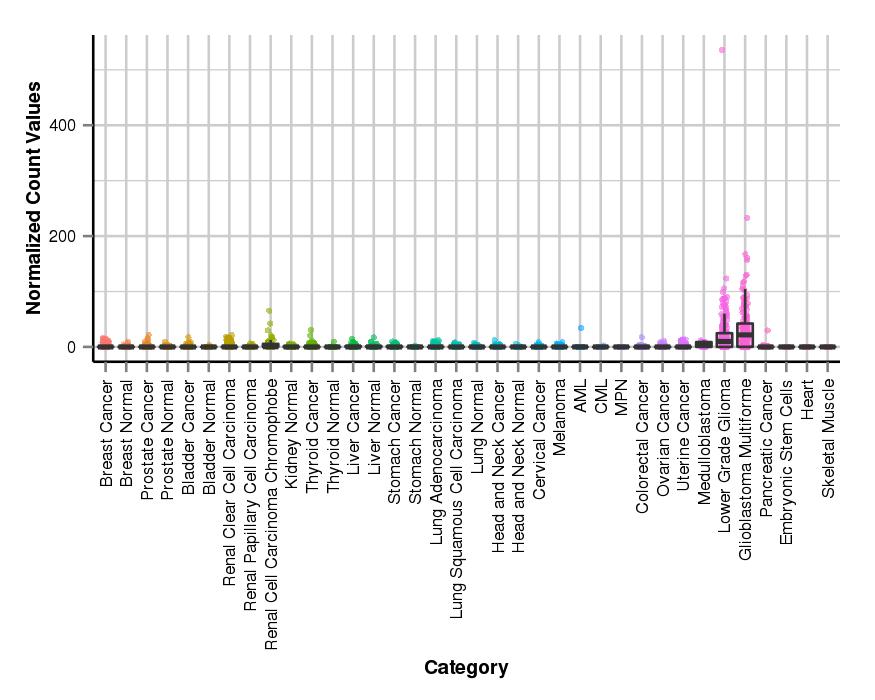 Normalized Count Values
400
200
0
Breast Cancer
Breast Normal
Prostate Cancer
Prostate Normal
Bladder Cancer
Bladder Normal
Renal Clear Cell Carcinoma
Renal Papillary Cell Carcinoma
Renal Cell Carcinoma Chromophobe
Kidney Normal
Thyroid Cancer
Thyroid Normal
Liver Cancer
Liver Normal
Stomach Cancer
Stomach Normal
Lung Adenocarcinoma
Lung Squamous Cell Carcinoma
Lung Normal
Head and Neck Cancer
Head and Neck Normal
Cervical Cancer
Melanoma
AML
CML
MPN
Colorectal Cancer
Ovarian Cancer
Uterine Cancer
Medulloblastoma
Lower Grade Glioma
Glioblastoma Multiforme
Pancreatic Cancer
Embryonic Stem Cells
Heart
Skeletal Muscle
Category